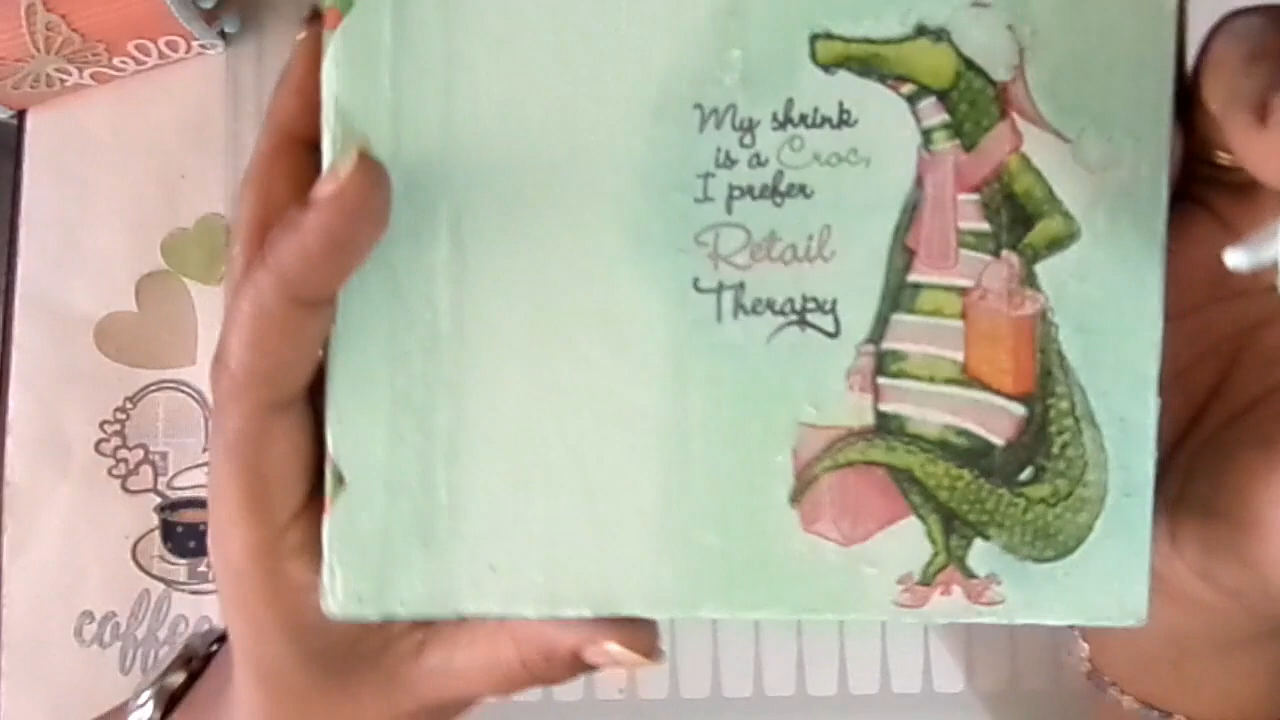 My shrink
is a Croc,
I prefer
Retail
Therapy
coffee